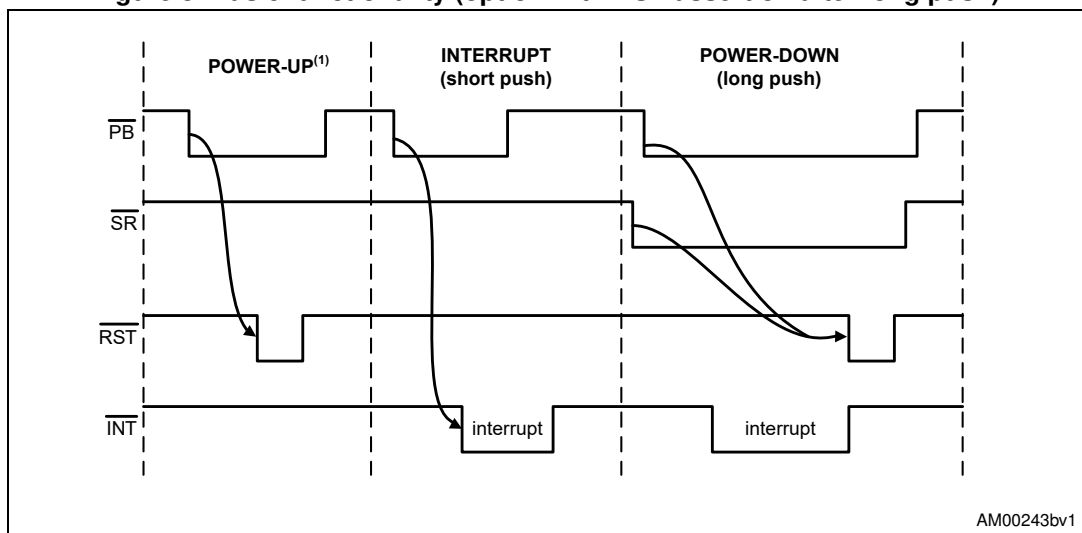 POWER-UP(1)
INTERRUPT
(short push)
POWER-DOWN
(long push)
PB
SR
RST
INT
interrupt
interrupt
AM00243bv1